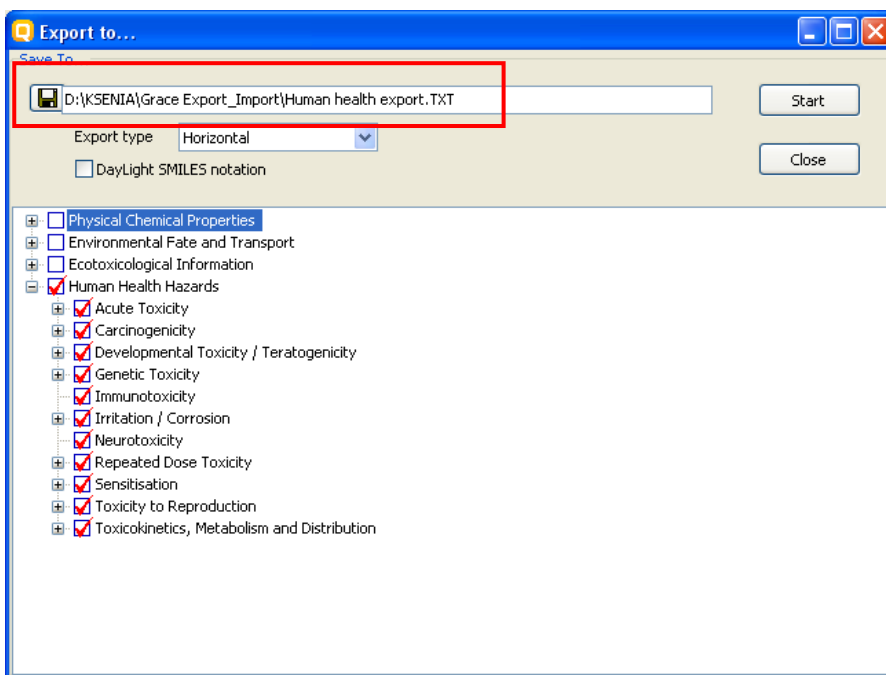 Export to...
Save To
D:\KSENIA\Grace Export_Import\Human health export.TXT
Start
Export type Horizontal
DayLight SMILES notation
Close
Physical Chemical Properties
Environmental Fate and Transport
Ecotoxicological Information
Human Health Hazards
Acute Toxicity
Carcinogenicity
Developmental Toxicity / Teratogenicity
Genetic Toxicity
Immunotoxicity
Irritation / Corrosion
Neurotoxicity
Repeated Dose Toxicity
Sensitisation
Toxicity to Reproduction
Toxicokinetics, Metabolism and Distribution